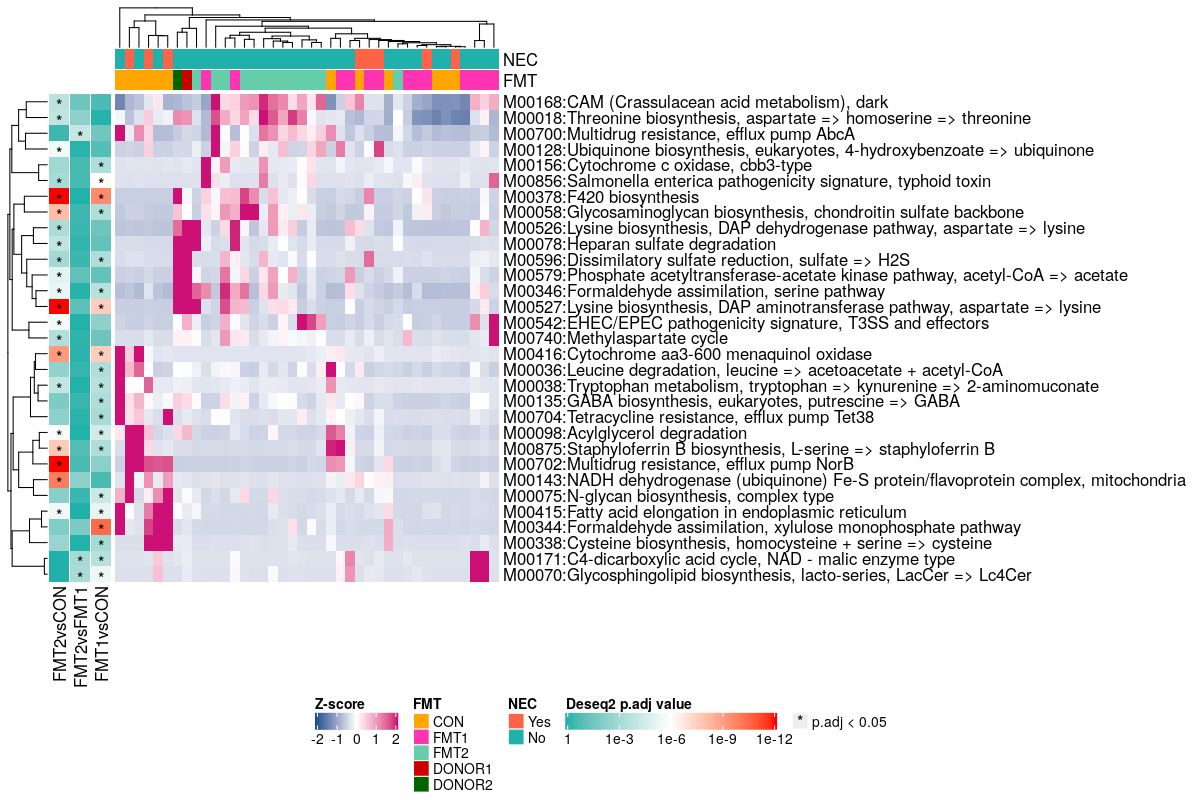 NEC
FMT
M00168:CAM (Crassulacean acid metabolism), dark
* M00018:Threonine biosynthesis, aspartate => homoserine => threonine
* M00700:Multidrug resistance, efflux pump AbcA
* M00128:Ubiquinone biosynthesis, eukaryotes, 4-hydroxybenzoate => ubiquinone
* M00156:Cytochrome c oxidase, cbb3-type
* * M00856:Salmonella enterica pathogenicity signature, typhoid toxin
* * M00378:F420 biosynthesis
* * M00058:Glycosaminoglycan biosynthesis, chondroitin sulfate backbone
* M00526:Lysine biosynthesis, DAP dehydrogenase pathway, aspartate => lysine
* M00078:Heparan sulfate degradation
* * M00596:Dissimilatory sulfate reduction, sulfate => H2S
* M00579:Phosphate acetyltransferase-acetate kinase pathway, acetyl-CoA => acetate
* * M00346:Formaldehyde assimilation, serine pathway
* * M00527:Lysine biosynthesis, DAP aminotransferase pathway, aspartate => lysine
* M00542:EHEC/EPEC pathogenicity signature, T3SS and effectors
* M00740:Methylaspartate cycle
* * M00416:Cytochrome aa3-600 menaquinol oxidase
* M00036:Leucine degradation, leucine => acetoacetate + acetyl-CoA
* * M00038:Tryptophan metabolism, tryptophan => kynurenine => 2-aminomuconate
* M00135:GABA biosynthesis, eukaryotes, putrescine => GABA
* M00704:Tetracycline resistance, efflux pump Tet38
* * M00098:Acylglycerol degradation
* * M00875:Staphyloferrin B biosynthesis, L-serine => staphyloferrin B
* M00702:Multidrug resistance, efflux pump NorB
* M00143:NADH dehydrogenase (ubiquinone) Fe-S protein/flavoprotein complex, mitochondria
* M00075:N-glycan biosynthesis, complex type
* * M00415:Fatty acid elongation in endoplasmic reticulum
* M00344:Formaldehyde assimilation, xylulose monophosphate pathway
* M00338:Cysteine biosynthesis, homocysteine + serine => cysteine
* * M00171:C4-dicarboxylic acid cycle, NAD - malic enzyme type
* * M00070:Glycosphingolipid biosynthesis, lacto-series, LacCer => Lc4Cer
FMT2vsCON
FMT2vsFMT1
FMT1vsCON
Z-score
-2 -1 0 1 2
FMT
CON
FMT1
FMT2
DONOR1
DONOR2
NEC
Yes
No
Deseq2 p.adj value
1 1e-3 1e-6 1e-9 1e-12
* p.adj < 0.05